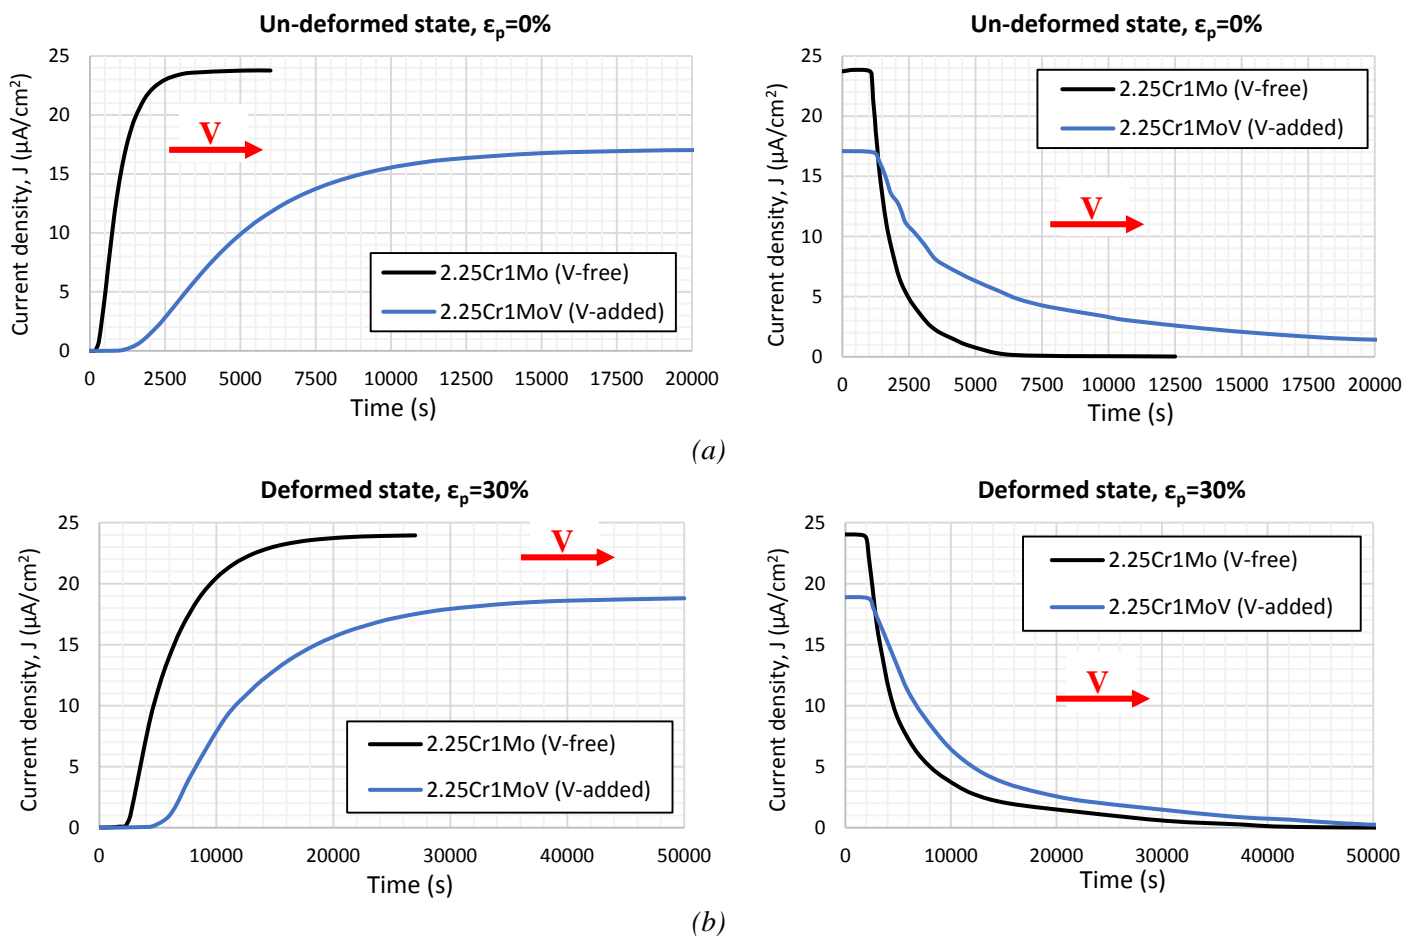 (a)
Un-deformed state, εp=0%
Current density, J (µA/cm²)
25
20
15
10
5
0
V
2.25Cr1Mo (V-free)
2.25Cr1MoV (V-added)
0 2500 5000 7500 10000 12500 15000 17500 20000
Time (s)
Un-deformed state, εp=0%
Current density, J (µA/cm²)
25
20
15
10
5
0
2.25Cr1Mo (V-free)
2.25Cr1MoV (V-added)
V
0 2500 5000 7500 10000 12500 15000 17500 20000
Time (s)
(a)
Deformed state, εp=30%
Current density, J (µA/cm²)
25
20
15
10
5
0
V
2.25Cr1Mo (V-free)
2.25Cr1MoV (V-added)
0 10000 20000 30000 40000 50000
Time (s)
Deformed state, εp=30%
Current density, J (µA/cm²)
25
20
15
10
5
0
2.25Cr1Mo (V-free)
2.25Cr1MoV (V-added)
V
0 10000 20000 30000 40000 50000
Time (s)
(b)